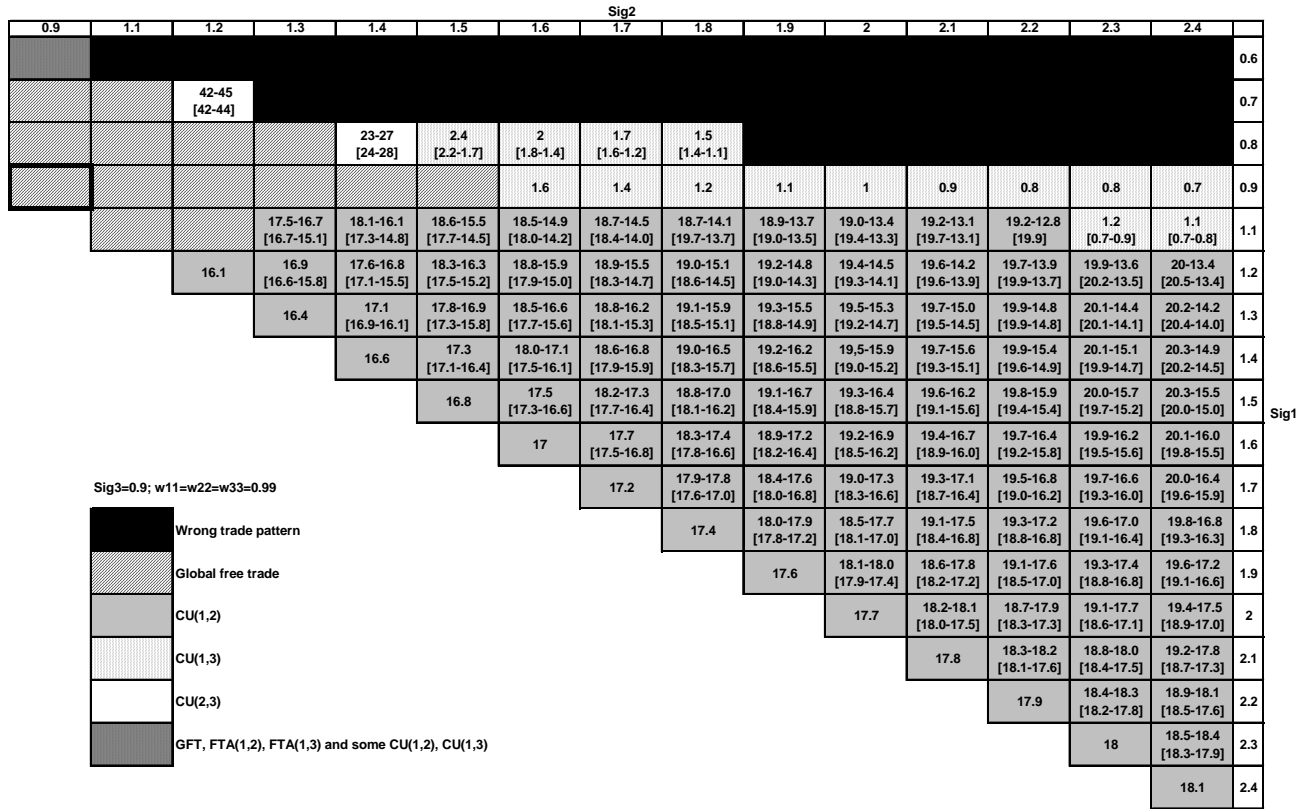 Sig2
0.9 1.1 1.2 1.3 1.4 1.5 1.6 1.7 1.8 1.9 2 2.1 2.2 2.3 2.4
0.6
42-45
[42-44]
0.7
23-27 2.4 2 1.7 1.5
[24-28] [2.2-1.7] [1.8-1.4] [1.6-1.2] [1.4-1.1]
0.8
1.6 1.4 1.2 1.1 1 0.9 0.8 0.8 0.7 0.9
17.5-16.7 18.1-16.1 18.6-15.5 18.5-14.9 18.7-14.5 18.7-14.1 18.9-13.7 19.0-13.4 19.2-13.1 19.2-12.8 1.2 1.1
[16.7-15.1] [17.3-14.8] [17.7-14.5] [18.0-14.2] [18.4-14.0] [19.7-13.7] [19.0-13.5] [19.4-13.3] [19.7-13.1] [19.9] [0.7-0.9] [0.7-0.8]
1.1
16.1 16.9 17.6-16.8 18.3-16.3 18.8-15.9 18.9-15.5 19.0-15.1 19.2-14.8 19.4-14.5 19.6-14.2 19.7-13.9 19.9-13.6 20-13.4
[16.6-15.8] [17.1-15.5] [17.5-15.2] [17.9-15.0] [18.3-14.7] [18.6-14.5] [19.0-14.3] [19.3-14.1] [19.6-13.9] [19.9-13.7] [20.2-13.5] [20.5-13.4]
1.2
16.4 17.1 17.8-16.9 18.5-16.6 18.8-16.2 19.1-15.9 19.3-15.5 19.5-15.3 19.7-15.0 19.9-14.8 20.1-14.4 20.2-14.2
[16.9-16.1] [17.3-15.8] [17.7-15.6] [18.1-15.3] [18.5-15.1] [18.8-14.9] [19.2-14.7] [19.5-14.5] [19.9-14.8] [20.1-14.1] [20.4-14.0]
1.3
16.6 17.3 18.0-17.1 18.6-16.8 19.0-16.5 19.2-16.2 19,5-15.9 19.7-15.6 19.9-15.4 20.1-15.1 20.3-14.9
[17.1-16.4] [17.5-16.1] [17.9-15.9] [18.3-15.7] [18.6-15.5] [19.0-15.2] [19.3-15.1] [19.6-14.9] [19.9-14.7] [20.2-14.5]
1.4
16.8 17.5 18.2-17.3 18.8-17.0 19.1-16.7 19.3-16.4 19.6-16.2 19.8-15.9 20.0-15.7 20.3-15.5
[17.3-16.6] [17.7-16.4] [18.1-16.2] [18.4-15.9] [18.8-15.7] [19.1-15.6] [19.4-15.4] [19.7-15.2] [20.0-15.0]
1.5
Sig1
17 17.7 18.3-17.4 18.9-17.2 19.2-16.9 19.4-16.7 19.7-16.4 19.9-16.2 20.1-16.0
[17.5-16.8] [17.8-16.6] [18.2-16.4] [18.5-16.2] [18.9-16.0] [19.2-15.8] [19.5-15.6] [19.8-15.5]
1.6
Sig3=0.9; w11=w22=w33=0.99
17.2 17.9-17.8 18.4-17.6 19.0-17.3 19.3-17.1 19.5-16.8 19.7-16.6 20.0-16.4
[17.6-17.0] [18.0-16.8] [18.3-16.6] [18.7-16.4] [19.0-16.2] [19.3-16.0] [19.6-15.9]
1.7
Wrong trade pattern
17.4 18.0-17.9 18.5-17.7 19.1-17.5 19.3-17.2 19.6-17.0 19.8-16.8
[17.8-17.2] [18.1-17.0] [18.4-16.8] [18.8-16.8] [19.1-16.4] [19.3-16.3]
1.8
Global free trade
17.6 18.1-18.0 18.6-17.8 19.1-17.6 19.3-17.4 19.6-17.2
[17.9-17.4] [18.2-17.2] [18.5-17.0] [18.8-16.8] [19.1-16.6]
1.9
CU(1,2)
17.7 18.2-18.1 18.7-17.9 19.1-17.7 19.4-17.5
[18.0-17.5] [18.3-17.3] [18.6-17.1] [18.9-17.0]
2
CU(1,3)
17.8 18.3-18.2 18.8-18.0 19.2-17.8
[18.1-17.6] [18.4-17.5] [18.7-17.3]
2.1
CU(2,3)
17.9 18.4-18.3 18.9-18.1
[18.2-17.8] [18.5-17.6]
2.2
GFT, FTA(1,2), FTA(1,3) and some CU(1,2), CU(1,3)
18 18.5-18.4
[18.3-17.9]
2.3
18.1 2.4